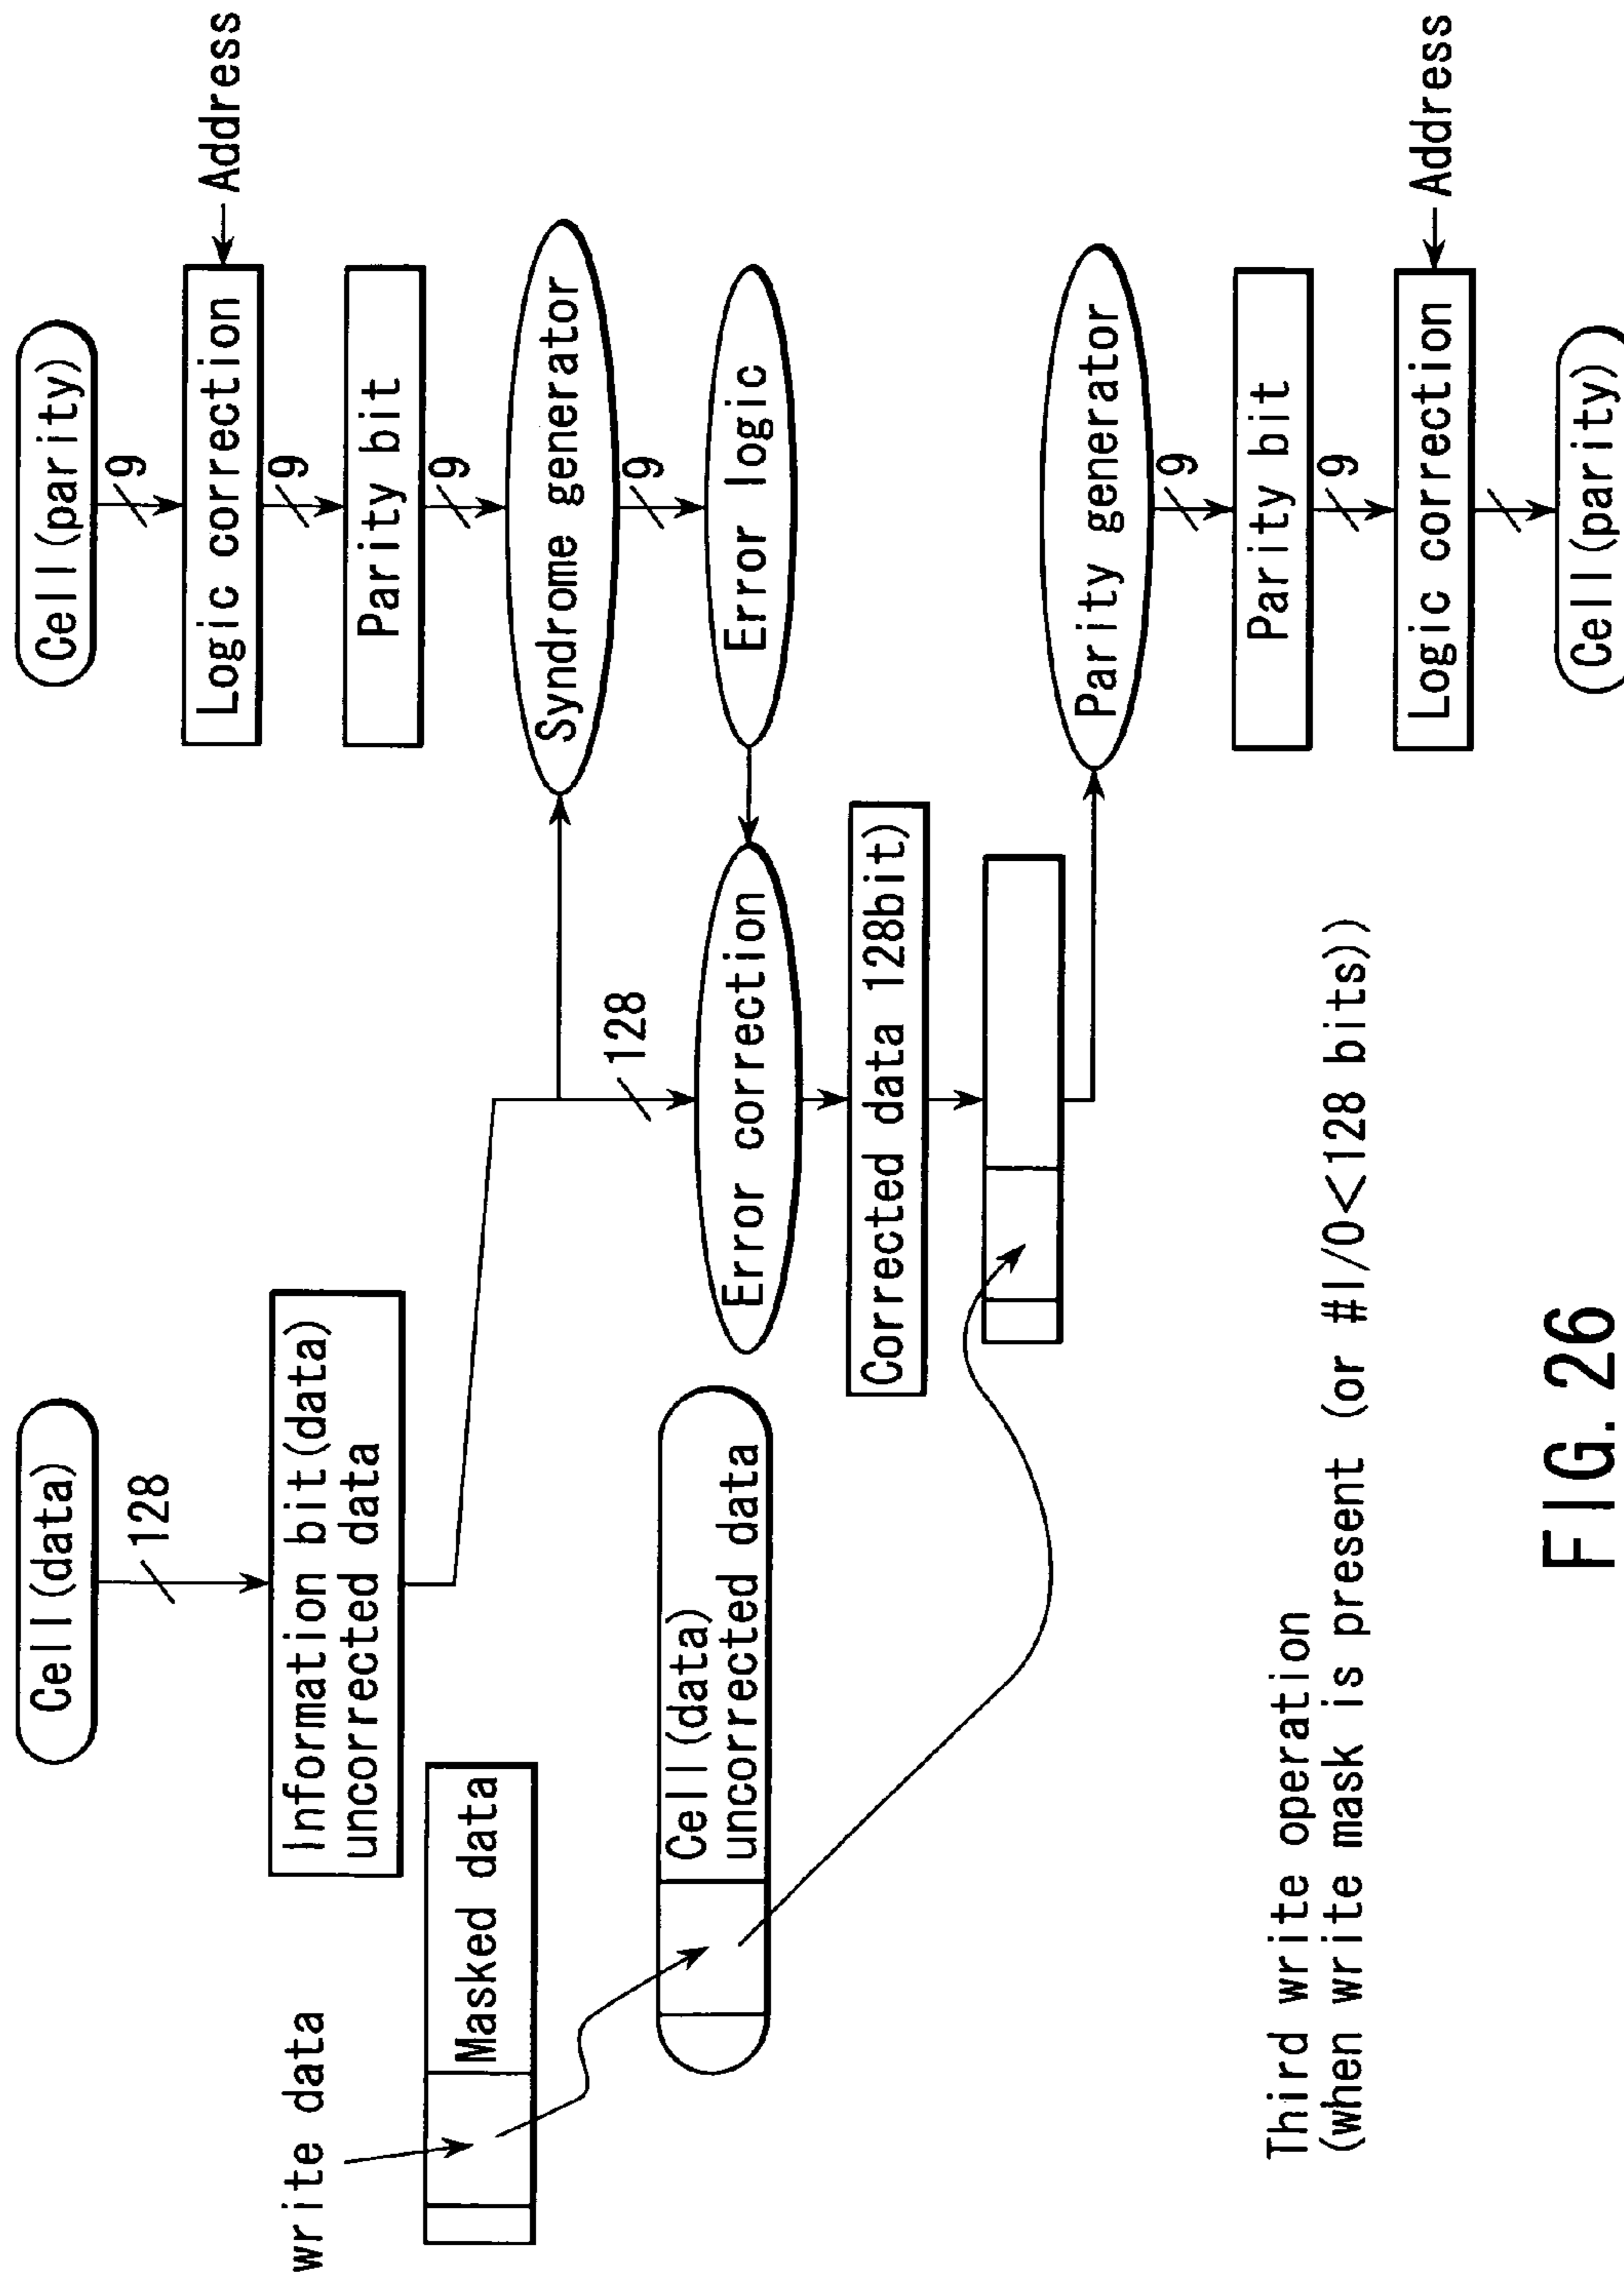 Cell(parity)
9
Logic correction
Address
9
Parity bit
9
Syndrome generator
9
Error logic
Cell(data)
128
Information bit(data)
uncorrected data
128
Error correction
Corrected data 128bit)
write data
Masked data
Cell(data)
uncorrected data
Parity generator
9
Parity bit
9
Logic correction
Address
Cell(parity)
Third write operation
(when write mask is present (or #I/O<128 bits))
FIG. 26